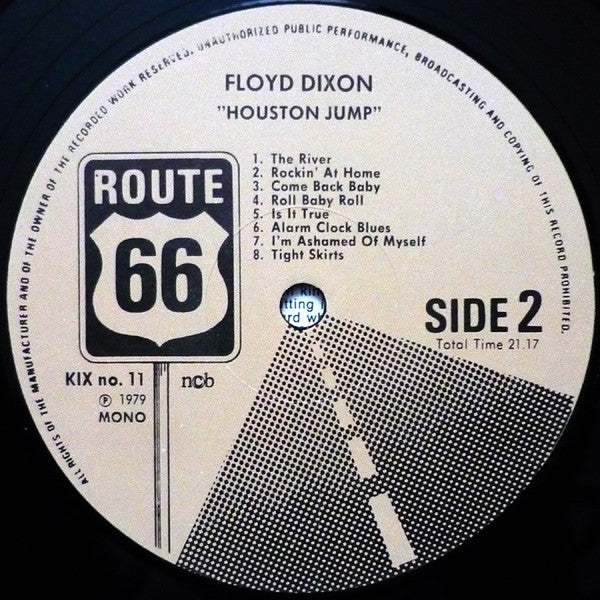 ALL RIGHTS OF THE MANUFACTURER AND OF THE OWNER OF THE RECORDED WORK RESERVED. UNAUTHORIZED PUBLIC PERFORMANCE, BROADCASTING AND COPYING OF THIS RECORD PROHIBITED.
FLOYD DIXON
"HOUSTON JUMP"
1. The River
2. Rockin' At Home
3. Come Back Baby
4. Roll Baby Roll
5. Is It True
6. Alarm Clock Blues
7. I'm Ashamed Of Myself
8. Tight Skirts
ROUTE
66
SIDE 2
Total Time 21.17
KIX no. 11 ncb
℗ 1979
MONO